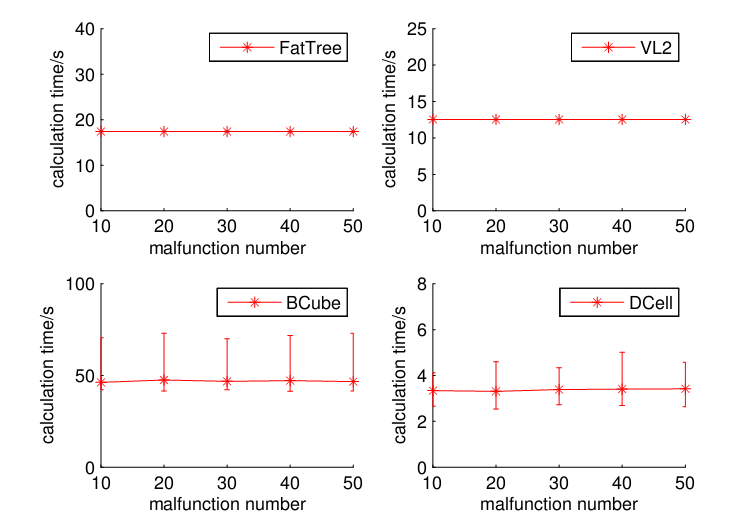 40
30
20
10
0
calculation time/s
FatTree
10 20 30 40 50
malfunction number
25
20
15
10
5
0
calculation time/s
VL2
10 20 30 40 50
malfunction number
100
50
0
calculation time/s
BCube
10 20 30 40 50
malfunction number
8
6
4
2
0
calculation time/s
DCell
10 20 30 40 50
malfunction number